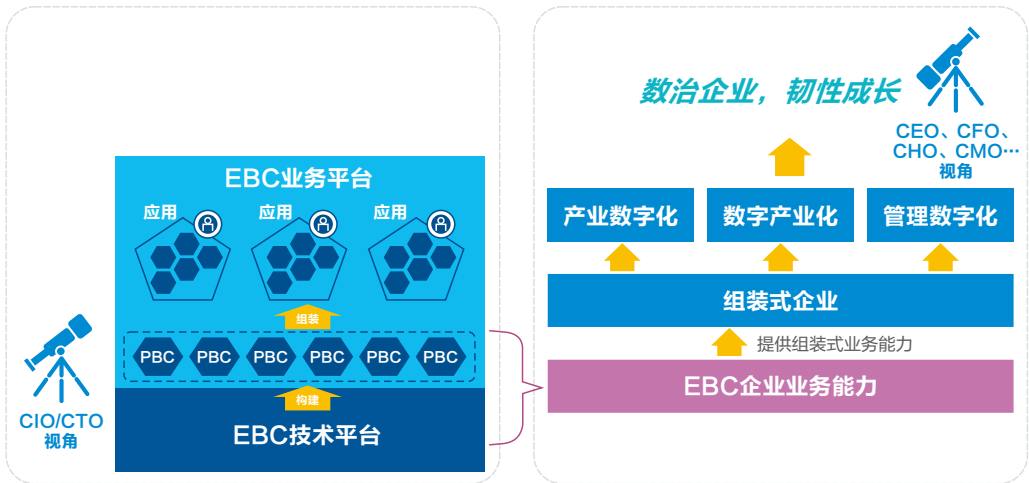 EBC业务平台
应用
应用
应用
组装
PBC
PBC
PBC
PBC
PBC
PBC
构建
EBC技术平台
CIO/CTO
视角
数治企业，韧性成长
CEO、CFO、
CHO、CMO…
视角
产业数字化
数字产业化
管理数字化
组装式企业
提供组装式业务能力
EBC企业业务能力